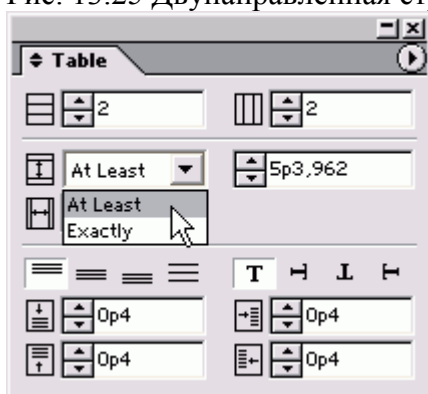 Рис. 13.25 Двунаправленная ст
Table
2 2
At Least 5p3,962
At Least
Exactly
T
0p4 0p4
0p4 0p4